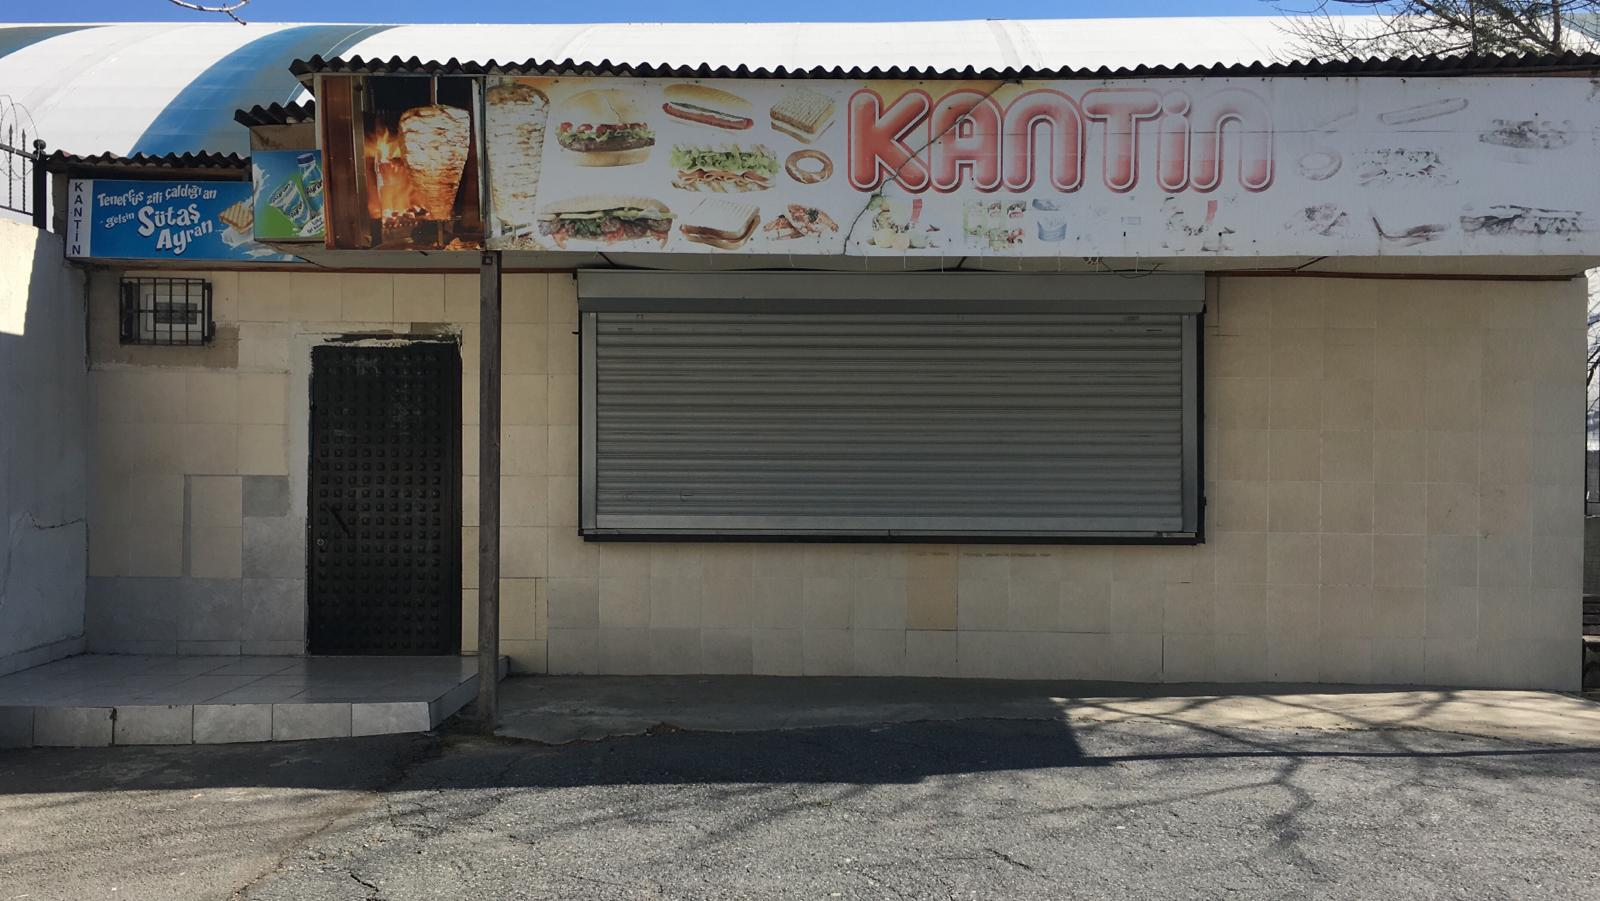 KANTİN
Teneffüs zili çaldığı an
gelsin Sütaş
Ayran
KANTİN